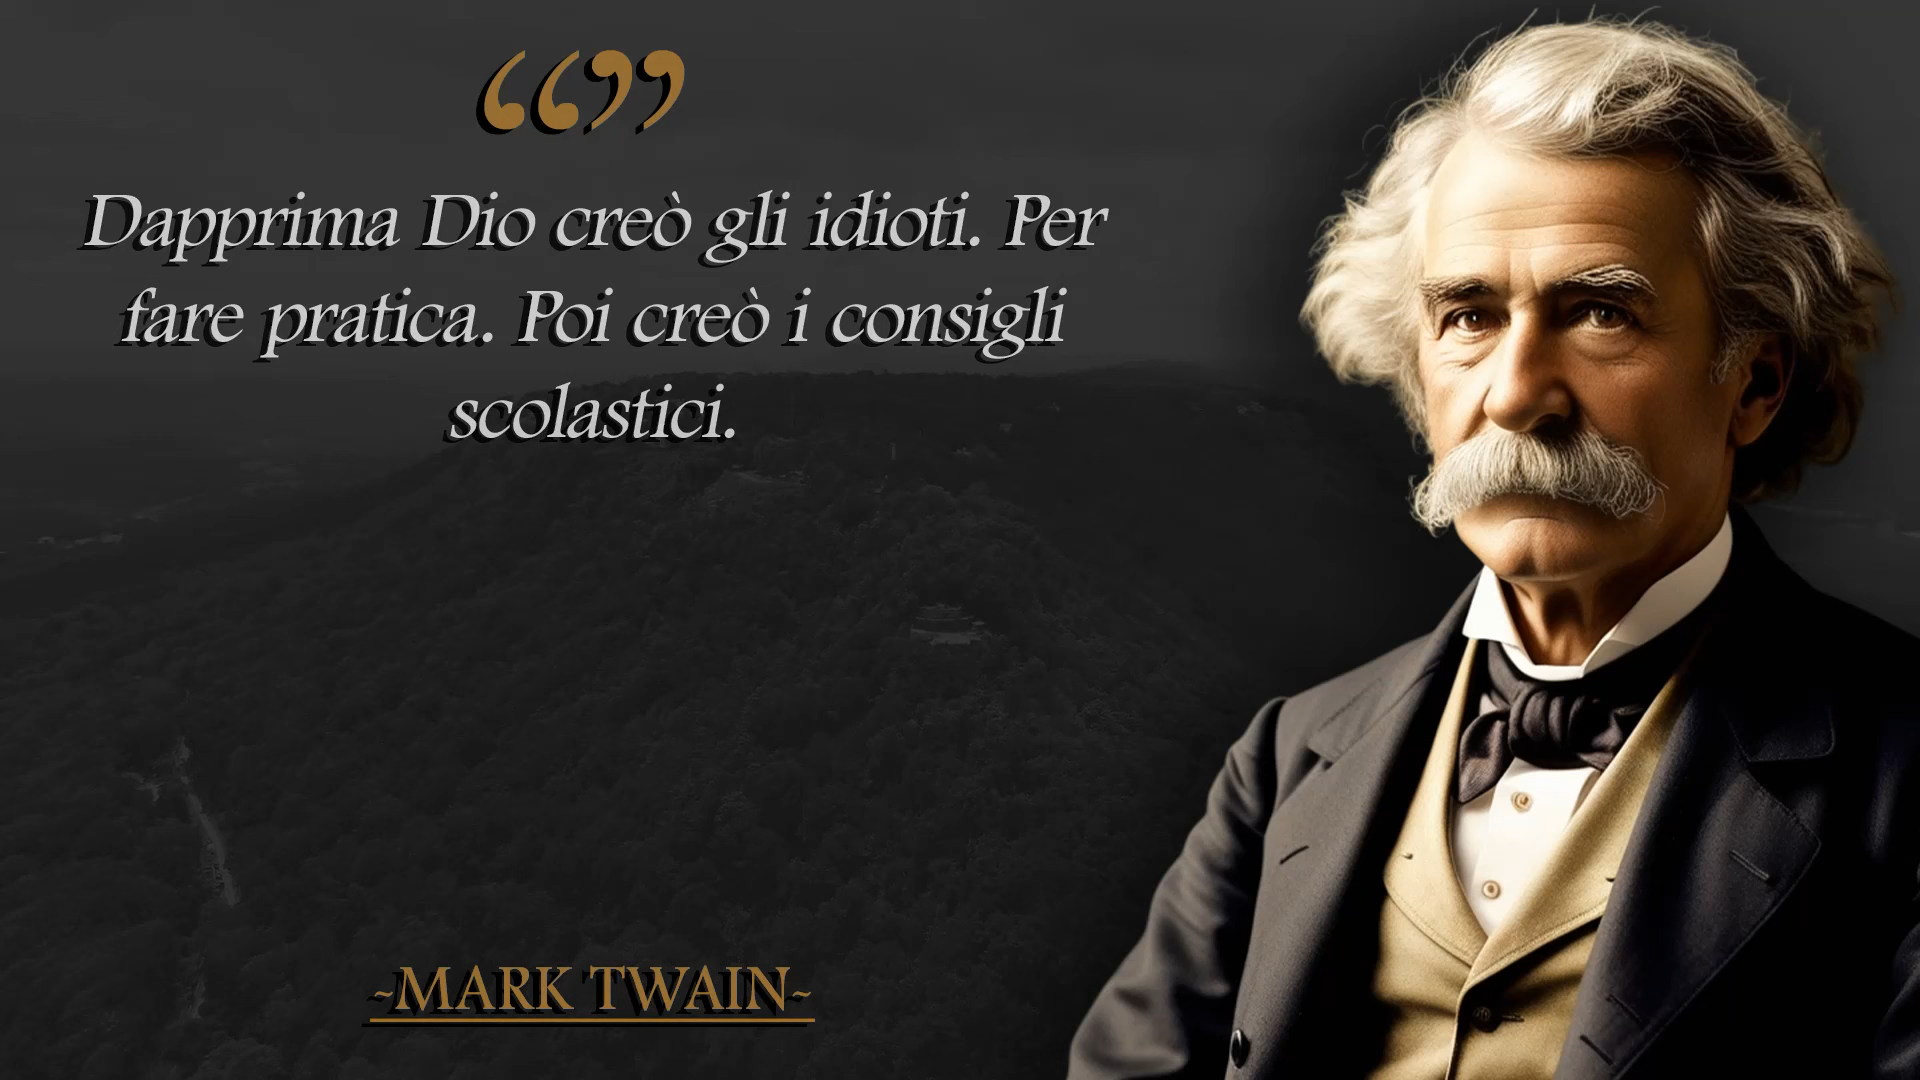 “”
Dapprima Dio creò gli idioti. Per
fare pratica. Poi creò i consigli
scolastici.
~MARK TWAIN~